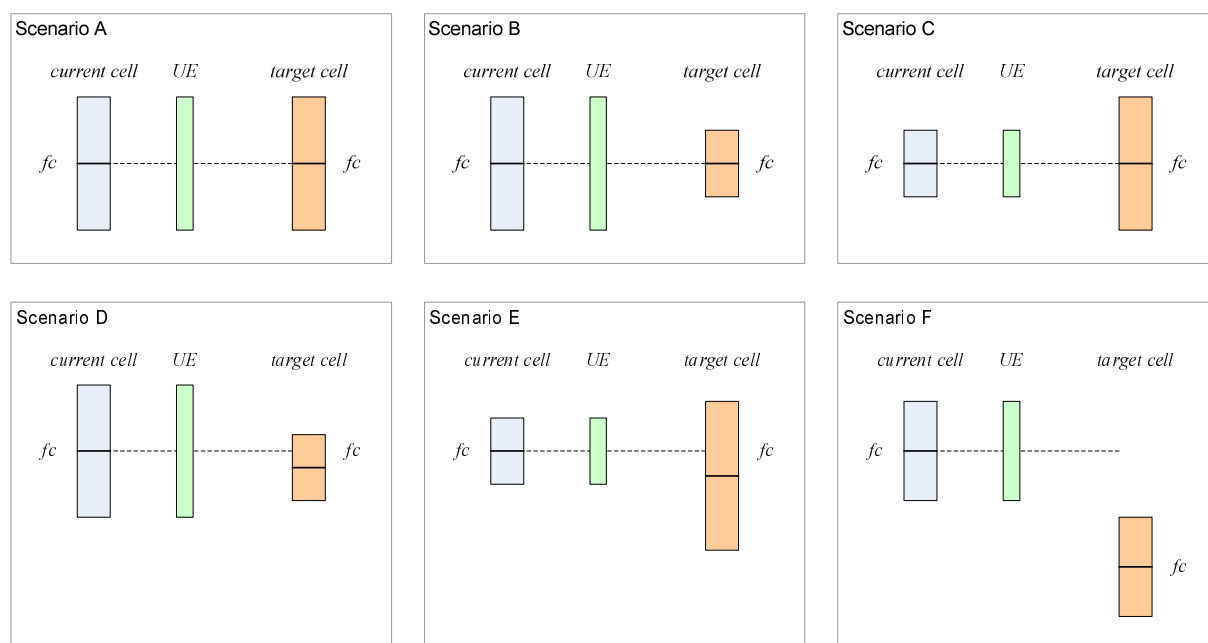 Scenario A
current cell UE target cell
fc fc
Scenario B
current cell UE target cell
fc fc
Scenario C
current cell UE target cell
fc fc
Scenario D
current cell UE target cell
fc fc
Scenario E
current cell UE target cell
fc fc
Scenario F
current cell UE target cell
fc
fc